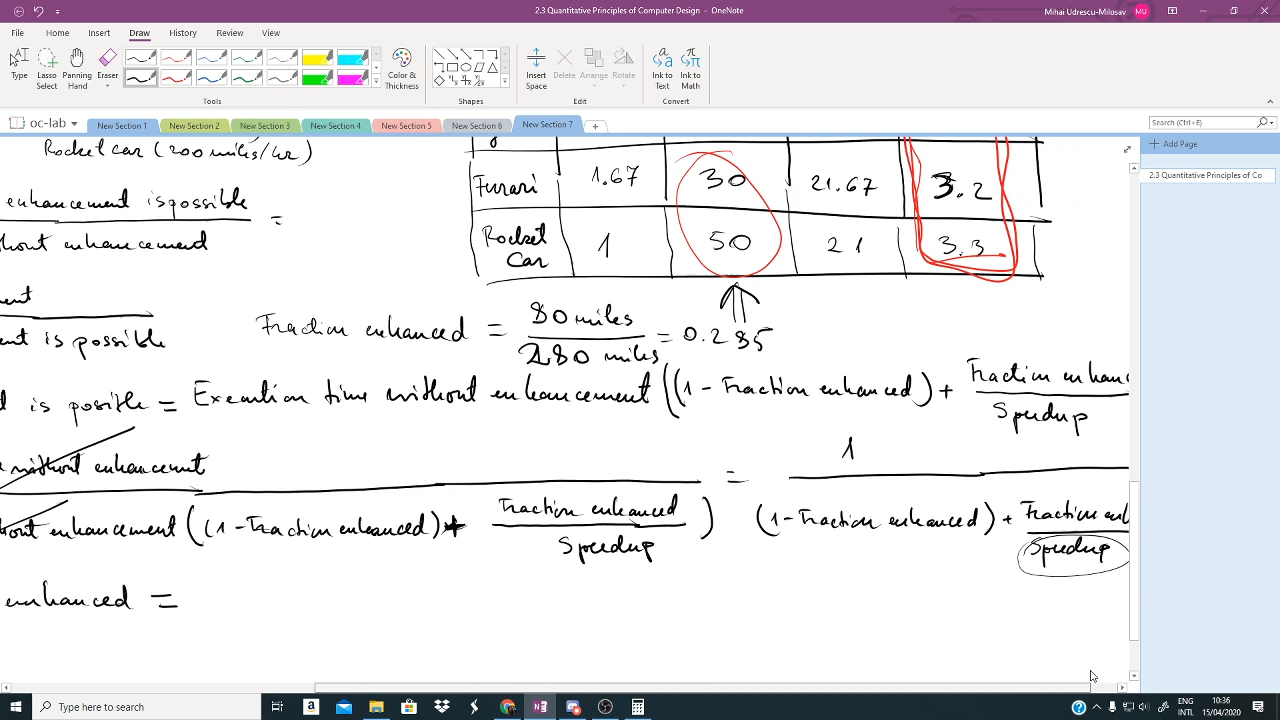 2.3 Quantitative Principles of Computer Design - OneNote
Mihai Udrescu-Milosav MU
File Home Insert Draw History Review View
Type
Lasso Select
Panning Hand
Eraser
Color & Thickness
Insert Space
Delete
Arrange
Rotate
Ink to Text
Ink to Math
Tools
Shapes
Edit
Convert
oc-lab New Section 1 New Section 2 New Section 3 New Section 4 New Section 5 New Section 6 New Section 7
Search (Ctrl+E)
Add Page
2.3 Quantitative Principles of Co
Rocket car (200 miles/hr)
Ferrari 1.67 30 21.67 3.2
Rocket Car 1 50 21 3.3
enhancement is possible
=
without enhancement
ment
ment is possible
Fraction enhanced = 80 miles / 280 miles = 0.285
t is posible = Execution time without enhancement ((1 - Fraction enhanced) + Fraction enhanc / Speedup
without enhancement
= 1
hout enhancement ((1 - Fraction enhanced) + Fraction enhanced / Speedup )
(1 - Fraction enhanced) + Fraction enh / Speedup
enhanced =
Type here to search
ENG INTL
10:36
15/04/2020